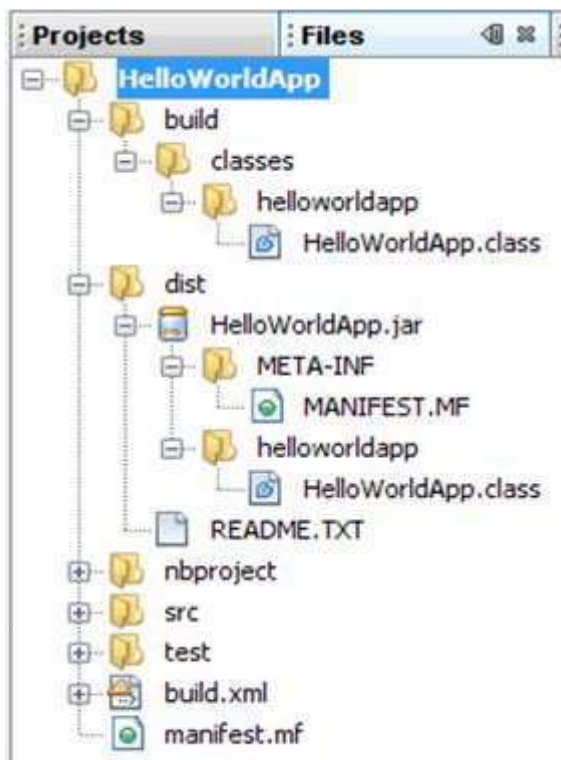 Projects Files
HelloWorldApp
build
classes
helloworldapp
HelloWorldApp.class
dist
HelloWorldApp.jar
META-INF
MANIFEST.MF
helloworldapp
HelloWorldApp.class
README.TXT
nbproject
src
test
build.xml
manifest.mf